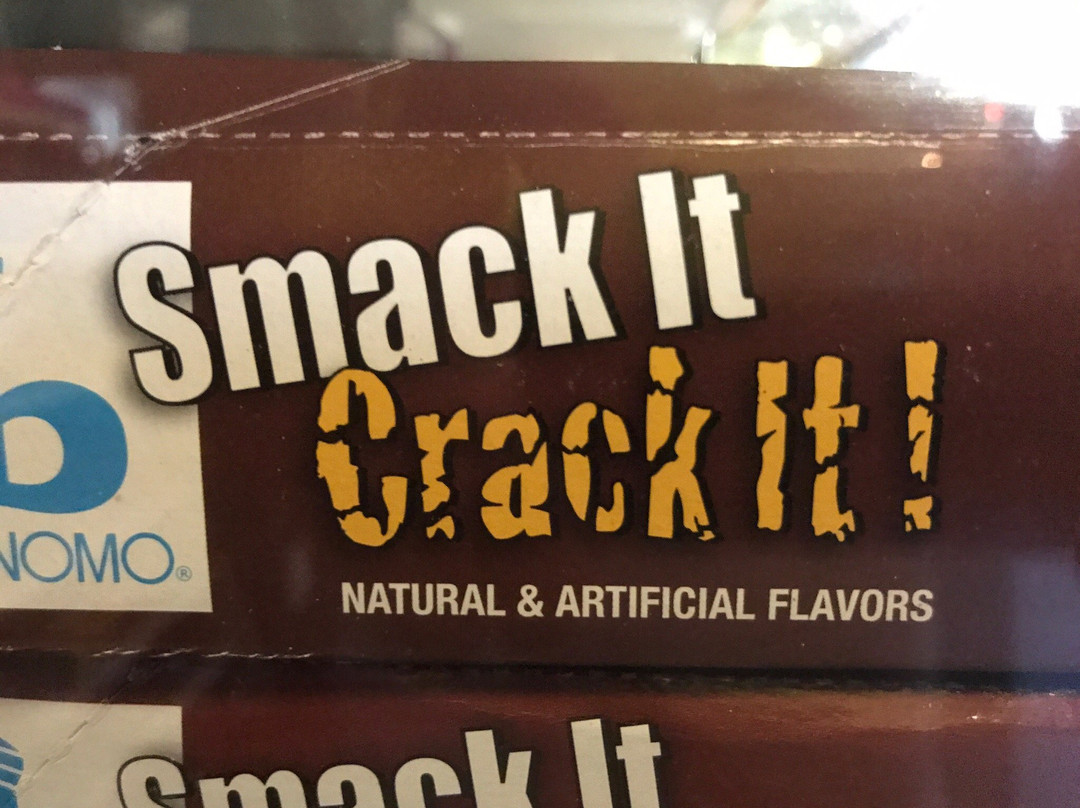 Smack It
Crack It!
NOMO®
NATURAL & ARTIFICIAL FLAVORS
Smack It